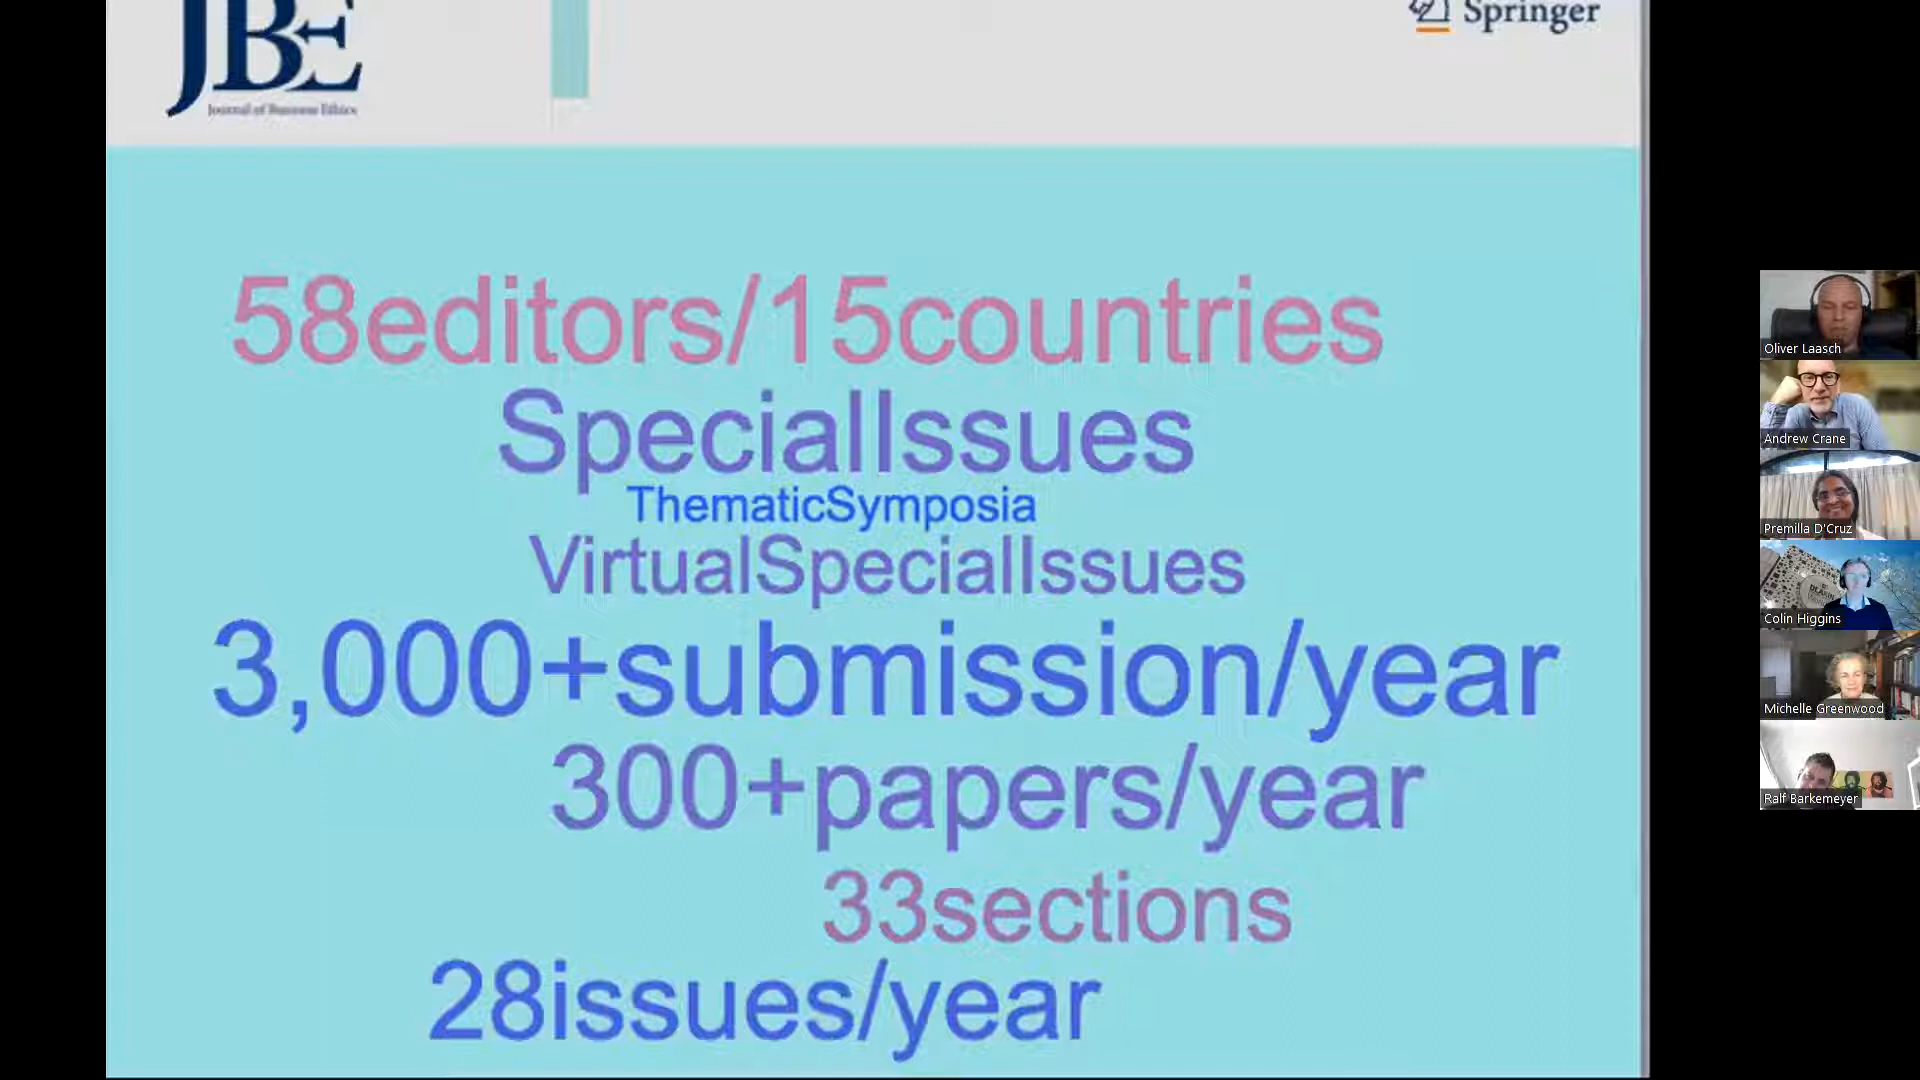 JBE
Journal of Business Ethics
Springer
58editors/15countries
SpecialIssues
ThematicSymposia
VirtualSpecialIssues
3,000+submission/year
300+papers/year
33sections
28issues/year
Oliver Laasch
Andrew Crane
Premilla D'Cruz
DEAKIN
Colin Higgins
Michelle Greenwood
Ralf Barkemeyer